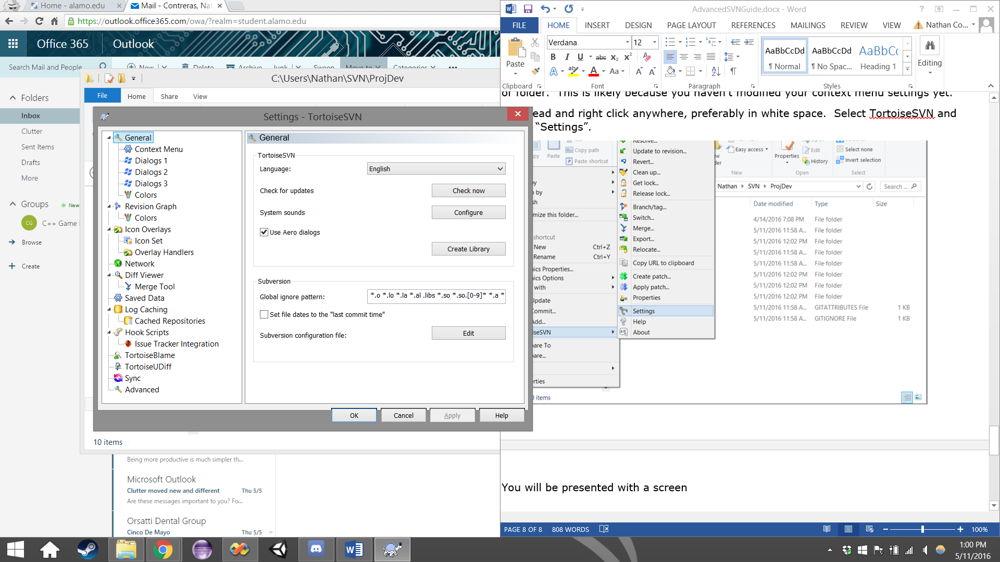 Home - alamo.edu
Mail - Contreras, Nat
https://outlook.office365.com/owa/?realm=student.alamo.edu
Office 365
Outlook
Search Mail and People
New
Delete
Archive
Junk
Sweep
Move to
Categories
Folders
Inbox
Clutter
Sent Items
Drafts
More
Groups
New
CG
C++ Game
Browse
Create
C:\Users\Nathan\SVN\ProjDev
File
Home
Share
View
Settings - TortoiseSVN
General
Context Menu
Dialogs 1
Dialogs 2
Dialogs 3
Colors
Revision Graph
Colors
Icon Overlays
Icon Set
Overlay Handlers
Network
Diff Viewer
Merge Tool
Saved Data
Log Caching
Cached Repositories
Hook Scripts
Issue Tracker Integration
TortoiseBlame
TortoiseUDiff
Sync
Advanced
General
TortoiseSVN
Language:
English
Check for updates
Check now
System sounds
Configure
Use Aero dialogs
Create Library
Subversion
Global ignore pattern:
*.o *.lo *.la *.al .libs *.so *.so.[0-9]* *.a *
Set file dates to the "last commit time"
Subversion configuration file:
Edit
OK
Cancel
Apply
Help
10 items
Being more productive is much simpler th...
Microsoft Outlook
Clutter moved new and different
Thu 5/5
Are these messages important to you? Fo...
Orsatti Dental Group
Cinco De Mayo
Thu 5/5
AdvancedSVNGuide.docx - Word
FILE
HOME
INSERT
DESIGN
PAGE LAYOUT
REFERENCES
MAILINGS
REVIEW
VIEW
Nathan Co...
Paste
Clipboard
Verdana
12
Font
Paragraph
AaBbCcDd
¶ Normal
AaBbCcDd
¶ No Spac...
AaBbCc
Heading 1
Styles
Editing
or folder. This is likely because you haven't modified your context menu settings yet.
ead and right click anywhere, preferably in white space. Select TortoiseSVN and
"Settings".
Paste
Copy path
Paste shortcut
mize this folder...
shortcut
New
Ctrl+Z
Rename
Ctrl+Y
ics Properties...
ics Options
with
Update
Commit...
Add...
iseSVN
are To
are...
rties
items
Resolve...
Update to revision...
Revert...
Clean up...
Get lock...
Release lock...
Branch/tag...
Switch...
Merge...
Export...
Relocate...
Copy URL to clipboard
Create patch...
Apply patch...
Properties
Settings
Help
About
Easy access
New
Properties
Edit
History
Open
Select none
Invert selection
Select
Nathan
SVN
ProjDev
Search ...
Date modified
Type
Size
4/14/2016 7:08 PM
File folder
5/11/2016 11:58 A...
File folder
5/11/2016 12:02 PM
File folder
5/11/2016 11:58 A...
File folder
5/11/2016 11:58 A...
File folder
5/11/2016 12:02 PM
File folder
5/11/2016 12:02 PM
File folder
5/11/2016 11:58 A...
File folder
5/11/2016 11:58 A...
GITATTRIBUTES File
1 KB
5/11/2016 11:58 A...
GITIGNORE File
1 KB
You will be presented with a screen
PAGE 8 OF 8
808 WORDS
100%
1:00 PM
5/11/2016